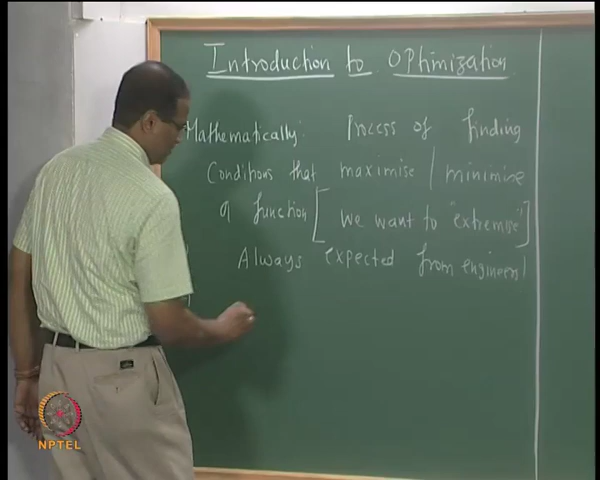 Introduction to Optimization
Mathematically: Process of finding
Conditions that maximise / minimise
a function [we want to "extremise"]
Always expected from engineers!
NPTEL